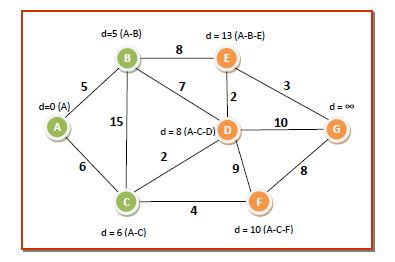 d=5 (A-B)
8
d = 13 (A-B-E)
B
E
5
7
3
2
d=0 (A)
d = ∞
A
15
d = 8 (A-C-D)
D
10
G
2
6
9
8
C
4
F
d = 6 (A-C)
d = 10 (A-C-F)